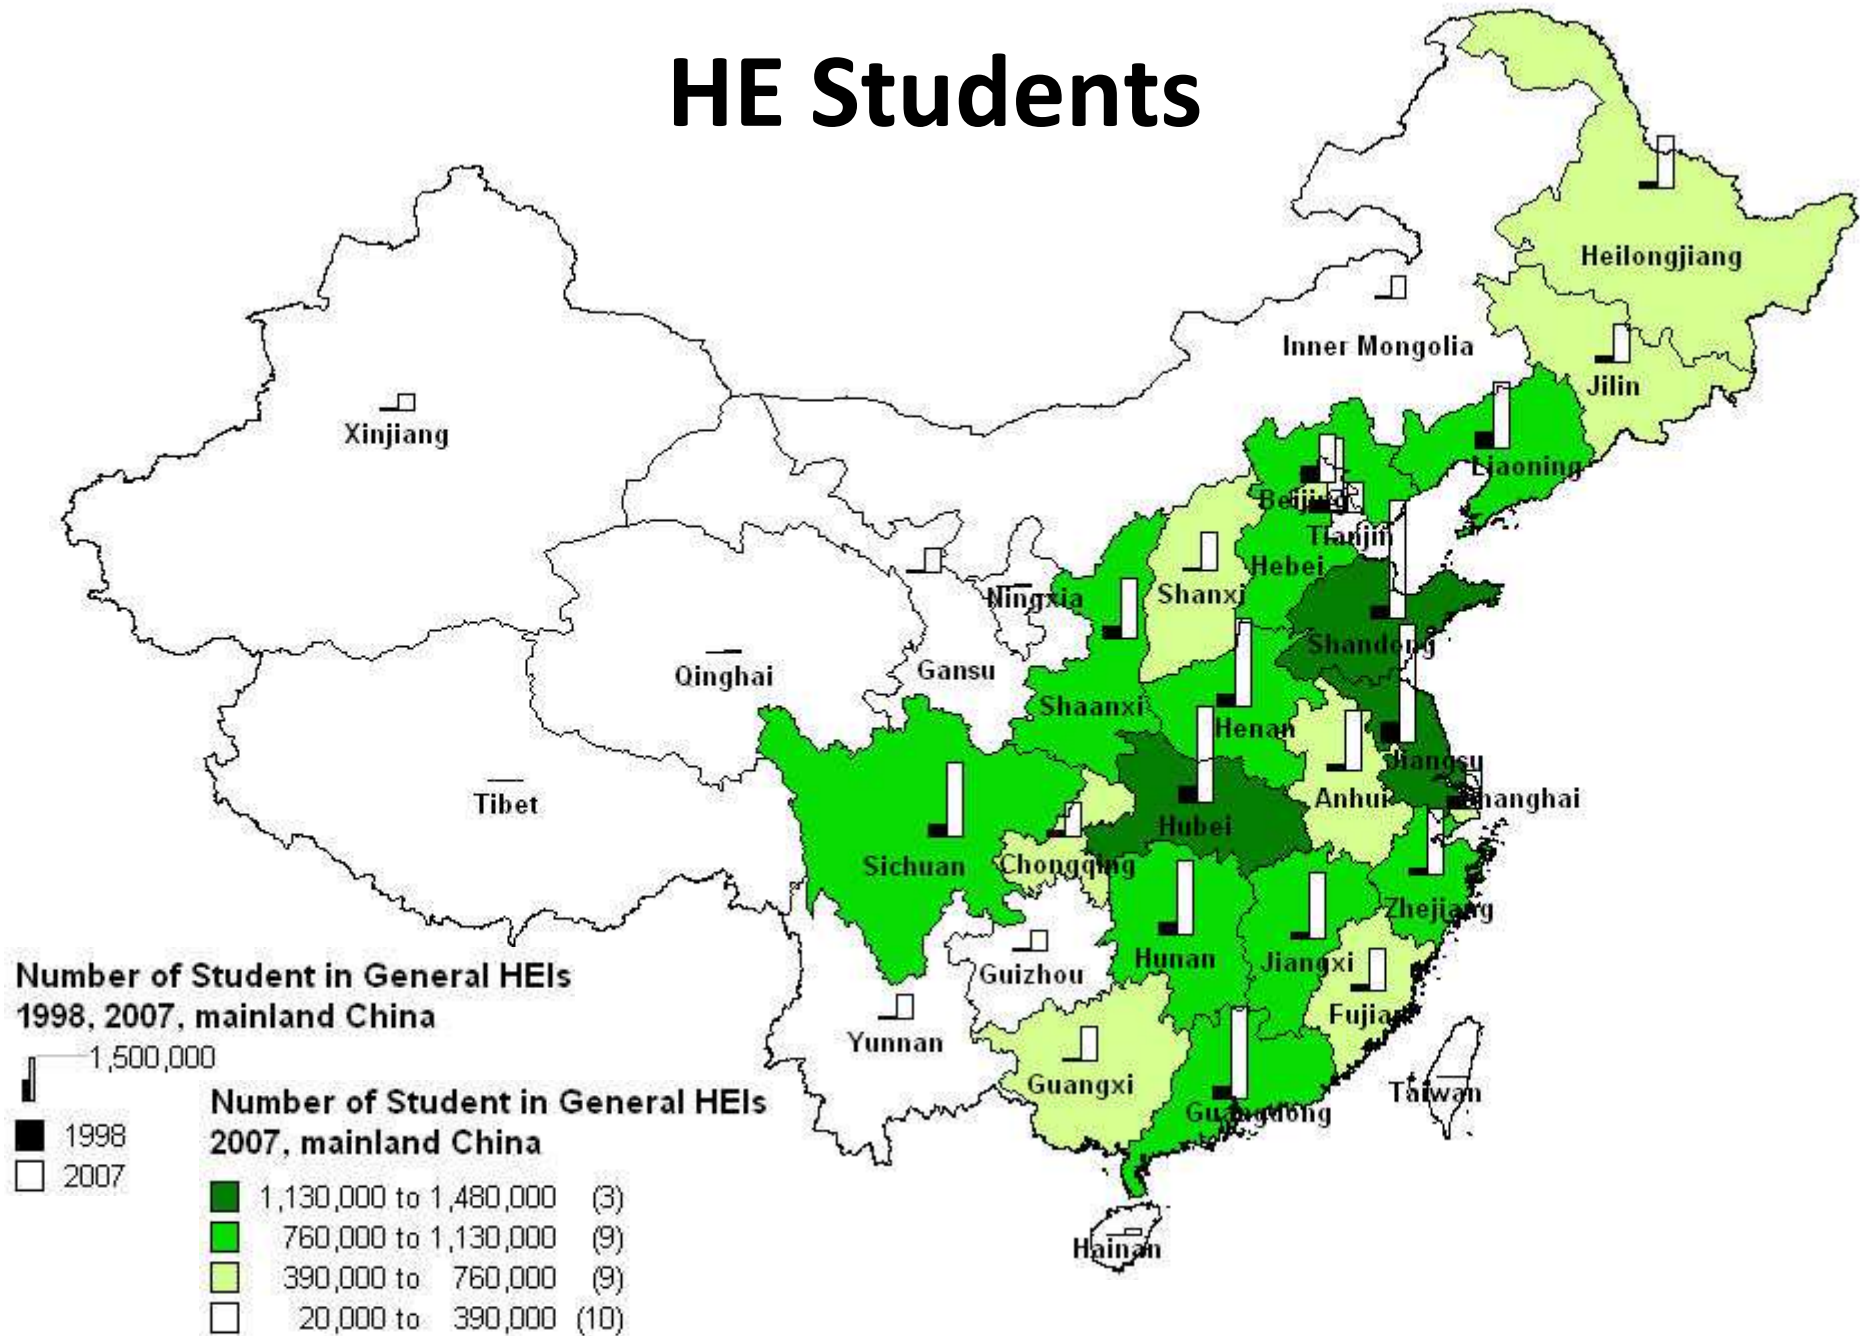 HE Students
Heilongjiang
Inner Mongolia
Jilin
Xinjiang
Liaoning
Beijing
Tianjin
Hebei
Ningxia
Shanxi
Shandong
Qinghai
Gansu
Shaanxi
Henan
Jiangsu
Tibet
Anhui
Shanghai
Hubei
Sichuan
Chongqing
Zhejiang
Hunan
Jiangxi
Guizhou
Fujian
Yunnan
Guangxi
Taiwan
Guangdong
Hainan
Number of Student in General HEIs
1998, 2007, mainland China
1,500,000
1998
2007
Number of Student in General HEIs
2007, mainland China
1,130,000 to 1,480,000 (3)
760,000 to 1,130,000 (9)
390,000 to 760,000 (9)
20,000 to 390,000 (10)